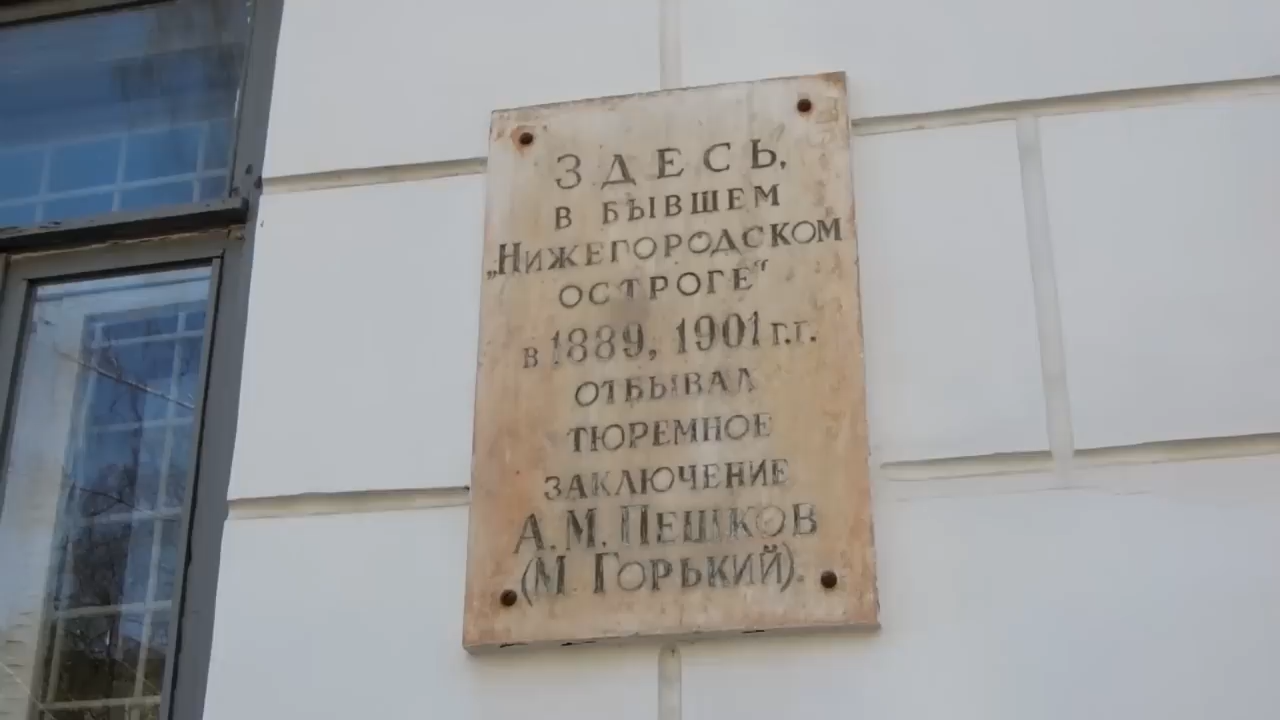 ЗДЕСЬ,
В БЫВШЕМ
„НИЖЕГОРОДСКОМ
ОСТРОГЕ“
в 1889, 1901 г.г.
ОТБЫВАЛ
ТЮРЕМНОЕ
ЗАКЛЮЧЕНИЕ
А. М. ПЕШКОВ
(М ГОРЬКИЙ).